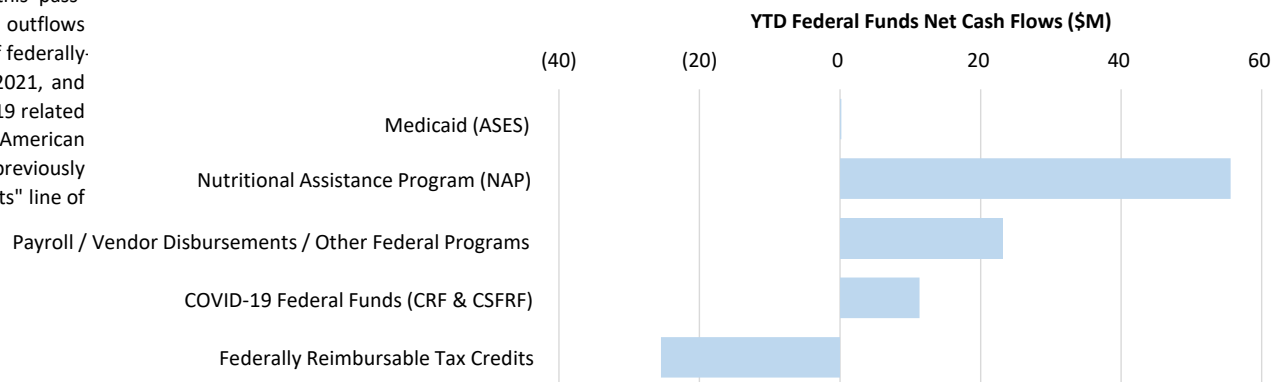 outflows
federally-
2021, and
19 related
American
previously
ts" line of
YTD Federal Funds Net Cash Flows ($M)
(40) (20) 0 20 40 60
Medicaid (ASES)
Nutritional Assistance Program (NAP)
Payroll / Vendor Disbursements / Other Federal Programs
COVID-19 Federal Funds (CRF & CSFRF)
Federally Reimbursable Tax Credits